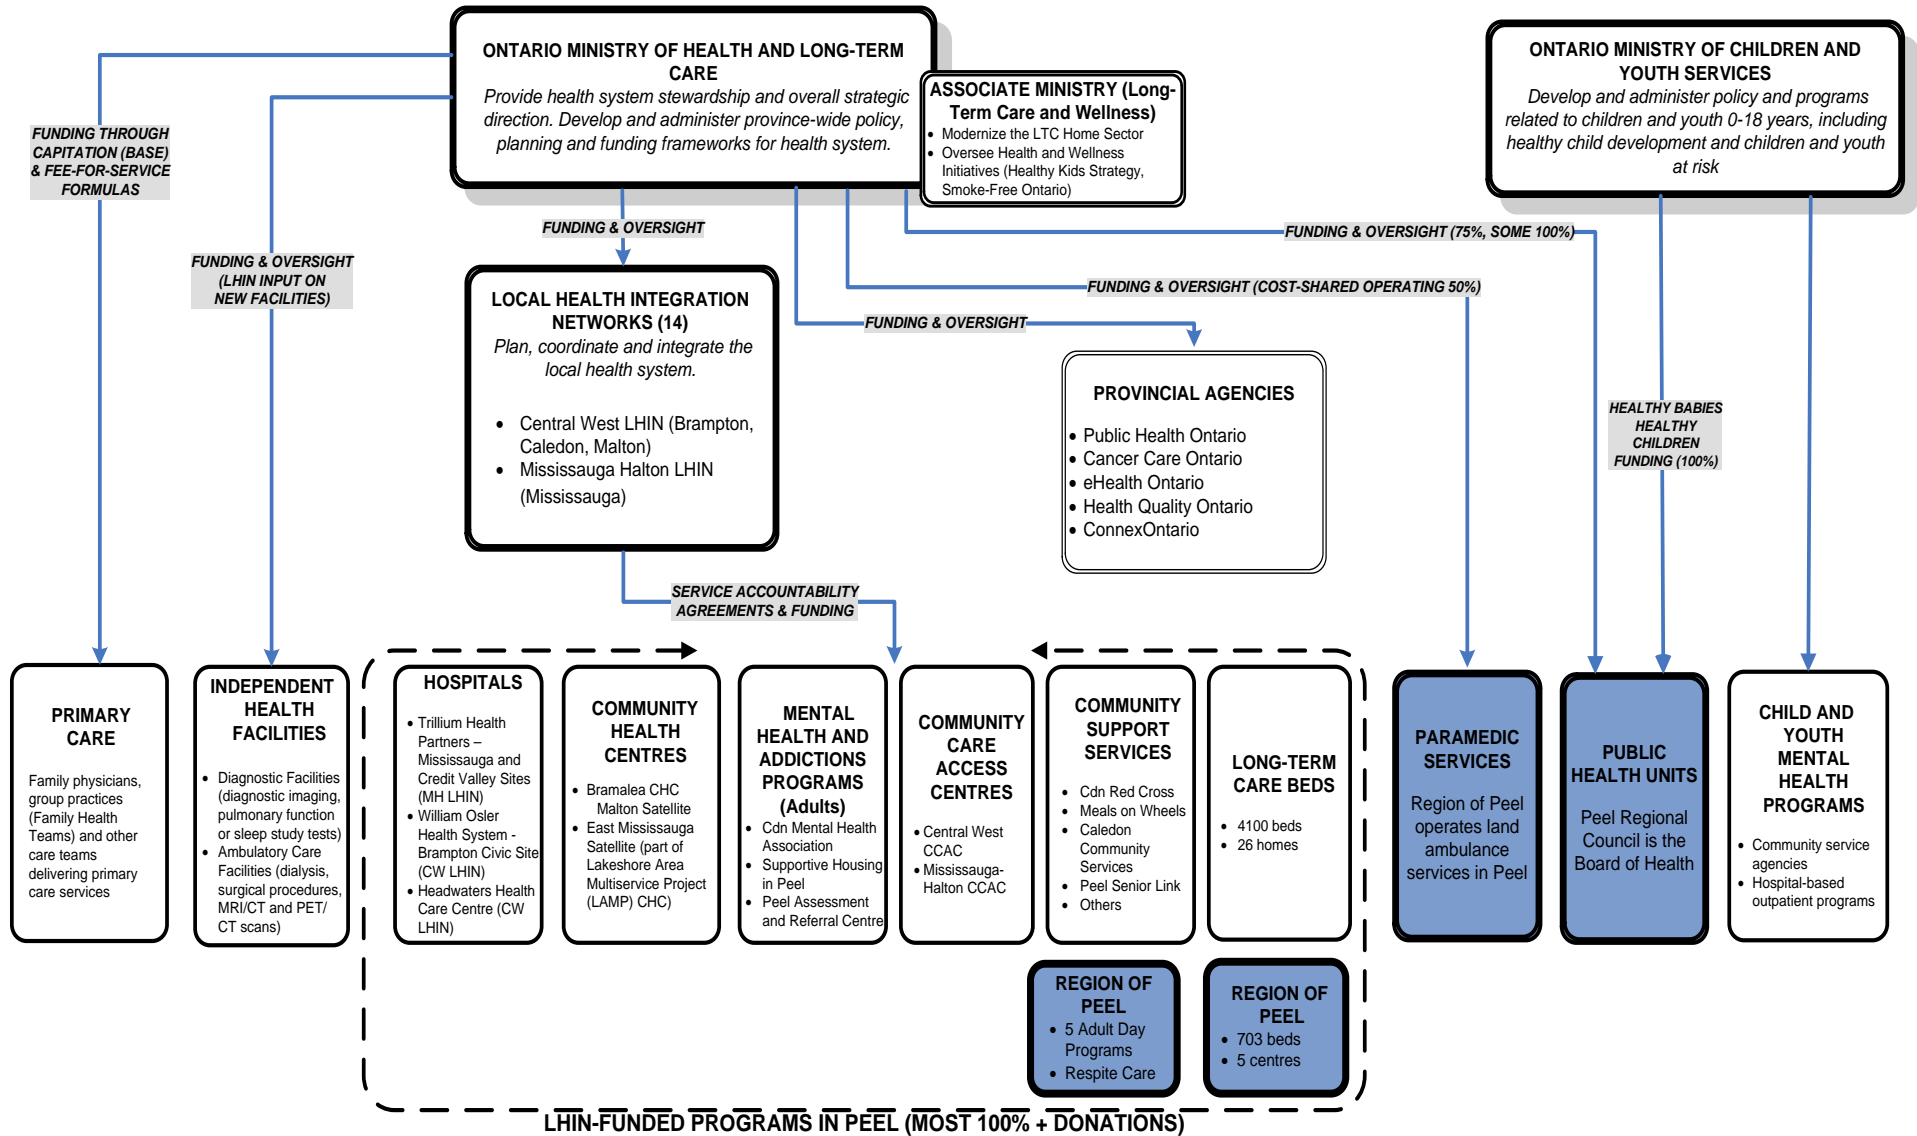 ONTARIO MINISTRY OF HEALTH AND LONG-TERM
CARE
Provide health system stewardship and overall strategic
direction. Develop and administer province-wide policy,
planning and funding frameworks for health system.
ASSOCIATE MINISTRY (Long-
Term Care and Wellness)
• Modernize the LTC Home Sector
• Oversee Health and Wellness
Initiatives (Healthy Kids Strategy,
Smoke-Free Ontario)
ONTARIO MINISTRY OF CHILDREN AND
YOUTH SERVICES
Develop and administer policy and programs
related to children and youth 0-18 years, including
healthy child development and children and youth
at risk
FUNDING THROUGH
CAPITATION (BASE)
& FEE-FOR-SERVICE
FORMULAS
FUNDING & OVERSIGHT
(LHIN INPUT ON
NEW FACILITIES)
FUNDING & OVERSIGHT
FUNDING & OVERSIGHT (75%, SOME 100%)
FUNDING & OVERSIGHT (COST-SHARED OPERATING 50%)
FUNDING & OVERSIGHT
LOCAL HEALTH INTEGRATION
NETWORKS (14)
Plan, coordinate and integrate the
local health system.
• Central West LHIN (Brampton,
Caledon, Malton)
• Mississauga Halton LHIN
(Mississauga)
PROVINCIAL AGENCIES
• Public Health Ontario
• Cancer Care Ontario
• eHealth Ontario
• Health Quality Ontario
• ConnexOntario
HEALTHY BABIES
HEALTHY
CHILDREN
FUNDING (100%)
SERVICE ACCOUNTABILITY
AGREEMENTS & FUNDING
PRIMARY
CARE
Family physicians,
group practices
(Family Health
Teams) and other
care teams
delivering primary
care services
INDEPENDENT
HEALTH
FACILITIES
• Diagnostic Facilities
(diagnostic imaging,
pulmonary function
or sleep study tests)
• Ambulatory Care
Facilities (dialysis,
surgical procedures,
MRI/CT and PET/
CT scans)
HOSPITALS
• Trillium Health
Partners –
Mississauga and
Credit Valley Sites
(MH LHIN)
• William Osler
Health System -
Brampton Civic Site
(CW LHIN)
• Headwaters Health
Care Centre (CW
LHIN)
COMMUNITY
HEALTH
CENTRES
• Bramalea CHC
Malton Satellite
• East Mississauga
Satellite (part of
Lakeshore Area
Multiservice Project
(LAMP) CHC)
MENTAL
HEALTH AND
ADDICTIONS
PROGRAMS
(Adults)
• Cdn Mental Health
Association
• Supportive Housing
in Peel
• Peel Assessment
and Referral Centre
COMMUNITY
CARE
ACCESS
CENTRES
• Central West
CCAC
• Mississauga-
Halton CCAC
COMMUNITY
SUPPORT
SERVICES
• Cdn Red Cross
• Meals on Wheels
• Caledon
Community
Services
• Peel Senior Link
• Others
LONG-TERM
CARE BEDS
• 4100 beds
• 26 homes
PARAMEDIC
SERVICES
Region of Peel
operates land
ambulance
services in Peel
PUBLIC
HEALTH UNITS
Peel Regional
Council is the
Board of Health
CHILD AND
YOUTH
MENTAL
HEALTH
PROGRAMS
• Community service
agencies
• Hospital-based
outpatient programs
REGION OF
PEEL
• 5 Adult Day
Programs
• Respite Care
REGION OF
PEEL
• 703 beds
• 5 centres
LHIN-FUNDED PROGRAMS IN PEEL (MOST 100% + DONATIONS)